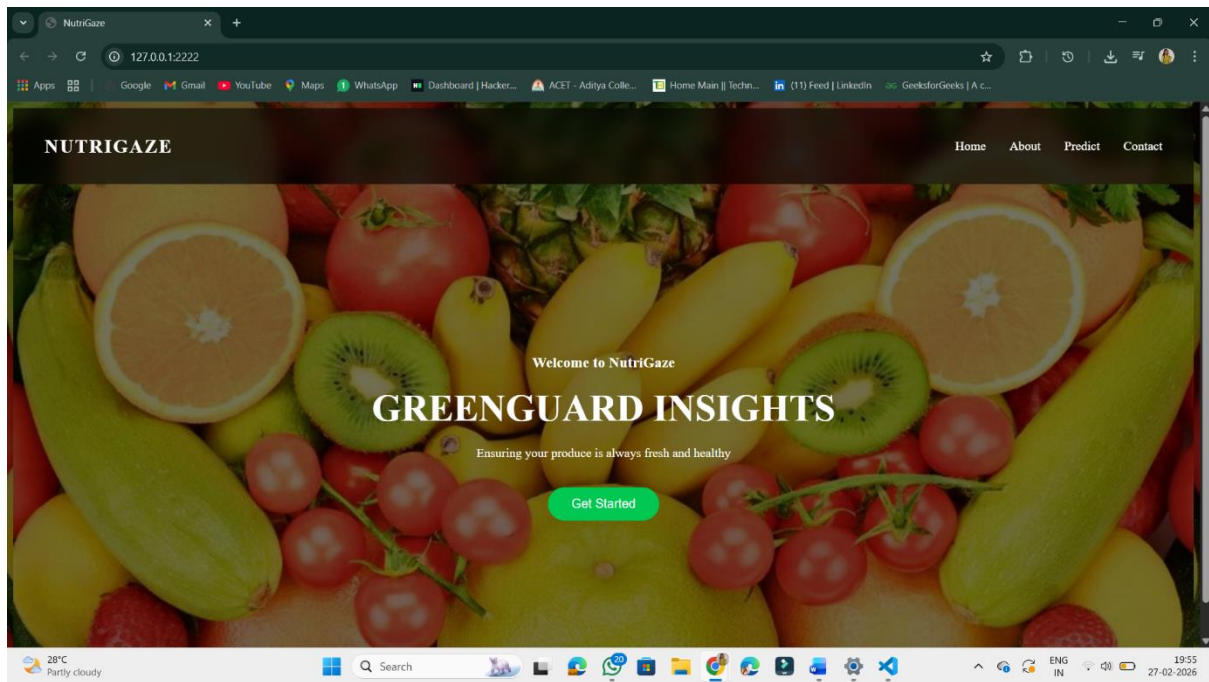 NutriGaze
127.0.0.1:2222
Apps Google Gmail YouTube Maps WhatsApp Dashboard | Hacker... ACET - Aditya Colle... Home Main || Techn... (11) Feed | LinkedIn GeeksforGeeks | A c...
NUTRIGAZE Home About Predict Contact
Welcome to NutriGaze
GREENGUARD INSIGHTS
Ensuring your produce is always fresh and healthy
Get Started
28°C
Partly cloudy
Search
20
ENG
IN
19:55
27-02-2026